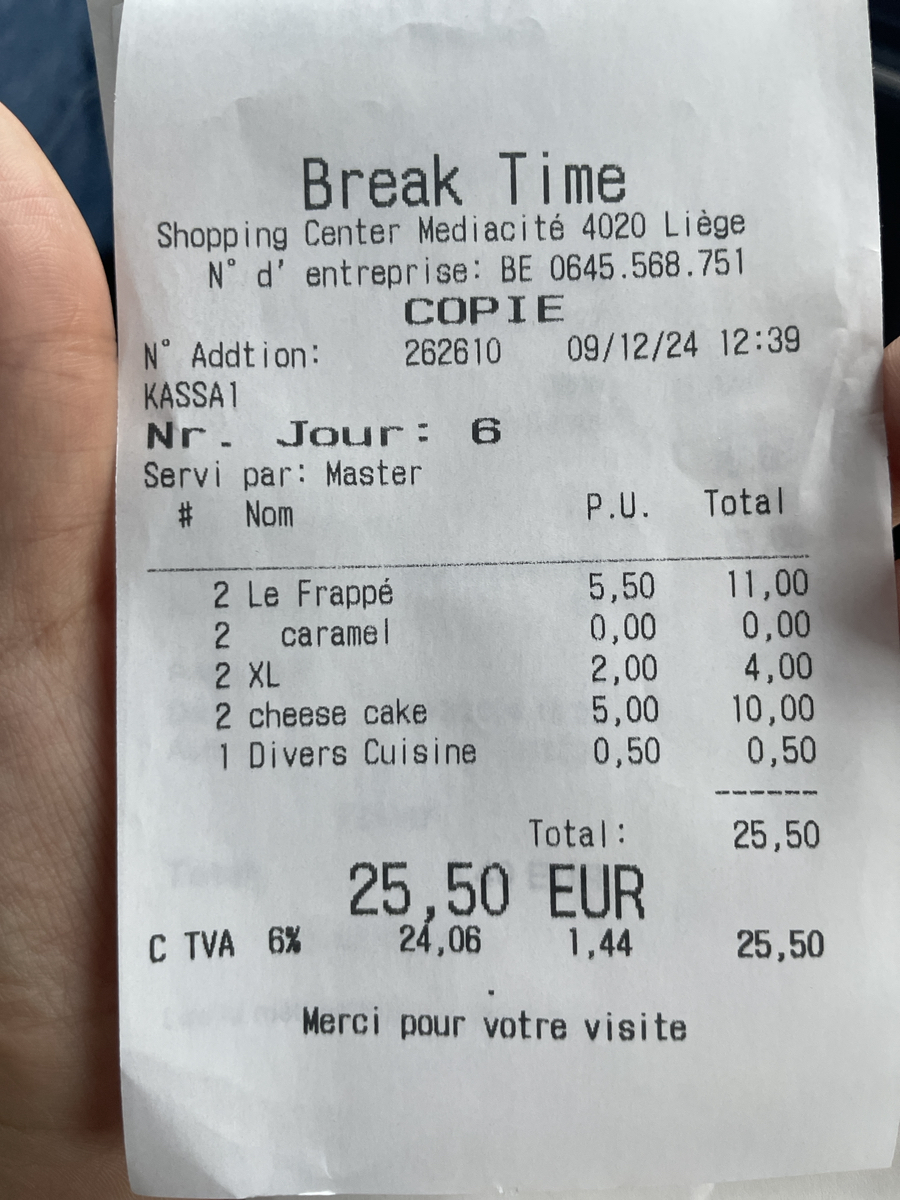 Break Time
Shopping Center Mediacité 4020 Liège
N° d' entreprise: BE 0645.568.751
COPIE
N° Addtion: 262610 09/12/24 12:39
KASSA1
Nr. Jour: 6
Servi par: Master
# Nom P.U. Total
2 Le Frappé 5,50 11,00
2 caramel 0,00 0,00
2 XL 2,00 4,00
2 cheese cake 5,00 10,00
1 Divers Cuisine 0,50 0,50
------
Total: 25,50
25,50 EUR
C TVA 6% 24,06 1,44 25,50
.
Merci pour votre visite